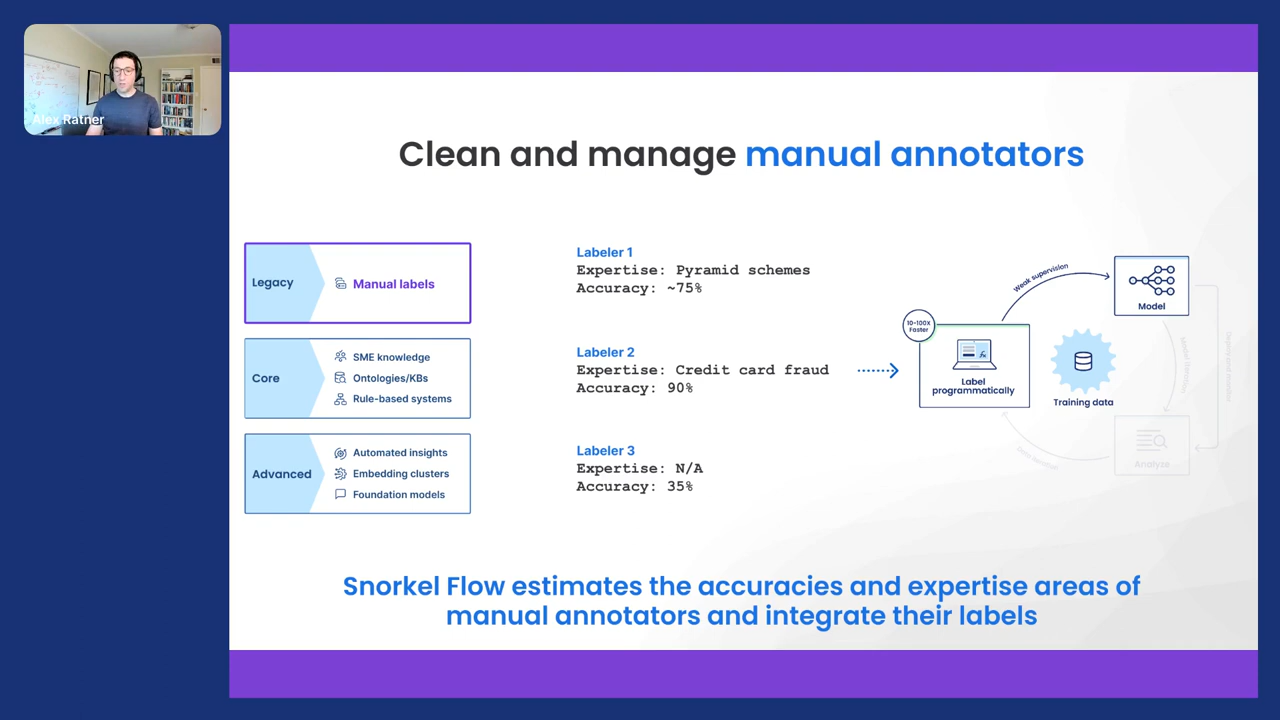 Alex Ratner
Clean and manage manual annotators
Legacy
Manual labels
Core
SME knowledge
Ontologies/KBs
Rule-based systems
Advanced
Automated insights
Embedding clusters
Foundation models
Labeler 1
Expertise: Pyramid schemes
Accuracy: ~75%
Labeler 2
Expertise: Credit card fraud
Accuracy: 90%
Labeler 3
Expertise: N/A
Accuracy: 35%
10-100X
Faster
Label
programmatically
Weak supervision
Model
Training data
Analyze
Snorkel Flow estimates the accuracies and expertise areas of
manual annotators and integrate their labels